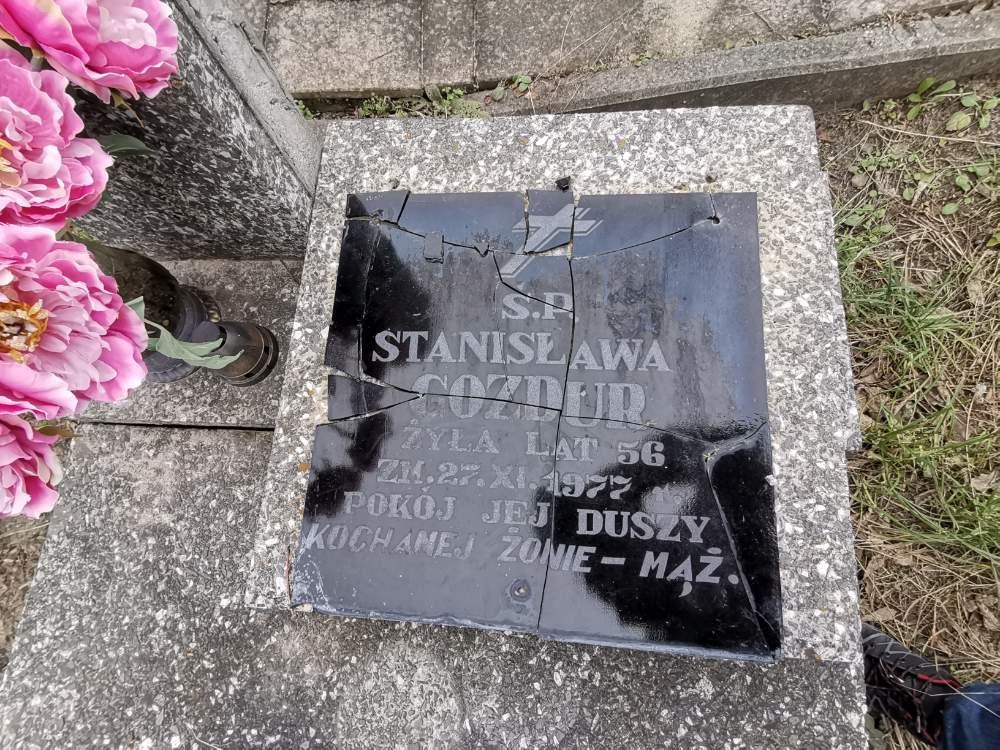 Ś.P.
STANISŁAWA
GOZDUR
ŻYŁA LAT 56
ZM. 27.XI.1977 r.
POKÓJ JEJ DUSZY
KOCHANEJ ŻONIE – MĄŻ.